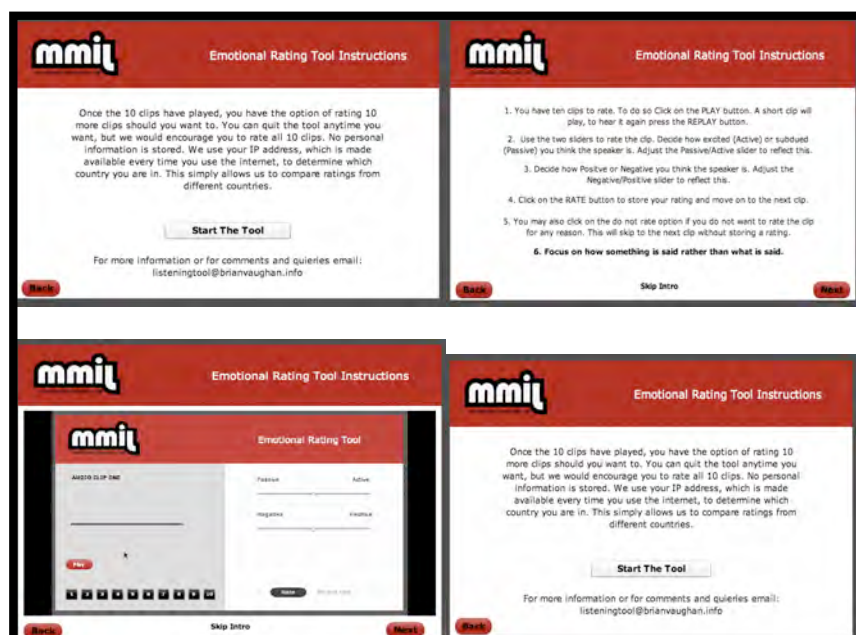 mmil
Emotional Rating Tool Instructions
Once the 10 clips have played, you have the option of rating 10
more clips should you want to. You can quit the tool anytime you
want, but we would encourage you to rate all 10 clips. No personal
information is stored. We use your IP address, which is made
available every time you use the internet, to determine which
country you are in. This simply allows us to compare ratings from
different countries.
Start The Tool
For more information or for comments and quieries email:
listeningtool@brianvaughan.info
Back
mmil
Emotional Rating Tool Instructions
1. You have ten clips to rate. To do so Click on the PLAY button. A short clip will
play, to hear it again press the REPLAY button.
2. Use the two sliders to rate the clip. Decide how excited (Active) or subdued
(Passive) you think the speaker is. Adjust the Passive/Active slider to reflect this.
3. Decide how Positve or Negative you think the speaker is. Adjust the
Negative/Positive slider to reflect this.
4. Click on the RATE button to store your rating and move on to the next clip.
5. You may also click on the do not rate option if you do not want to rate the clip
for any reason. This will skip to the next clip without storing a rating.
6. Focus on how something is said rather than what is said.
Back
Skip Intro
Next
mmil
Emotional Rating Tool Instructions
mmil
Emotional Rating Tool
AUDIO CLIP ONE
Passive Active
Negative Positive
Play
1 2 3 4 5 6 7 8 9 10
Rate
Back
Skip Intro
Next
mmil
Emotional Rating Tool Instructions
Once the 10 clips have played, you have the option of rating 10
more clips should you want to. You can quit the tool anytime you
want, but we would encourage you to rate all 10 clips. No personal
information is stored. We use your IP address, which is made
available every time you use the internet, to determine which
country you are in. This simply allows us to compare ratings from
different countries.
Start The Tool
For more information or for comments and quieries email:
listeningtool@brianvaughan.info
Back